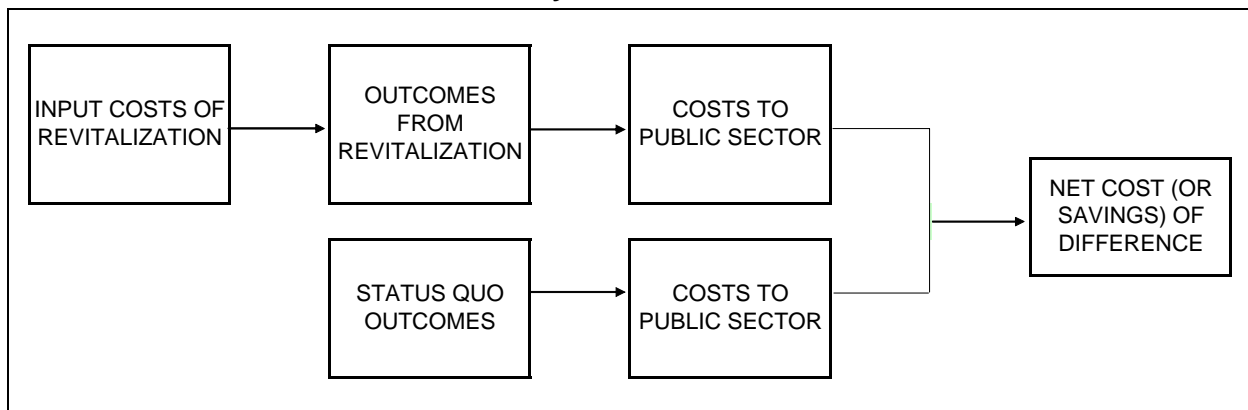 INPUT COSTS OF
REVITALIZATION
OUTCOMES
FROM
REVITALIZATION
COSTS TO
PUBLIC SECTOR
NET COST (OR
SAVINGS) OF
DIFFERENCE
STATUS QUO
OUTCOMES
COSTS TO
PUBLIC SECTOR